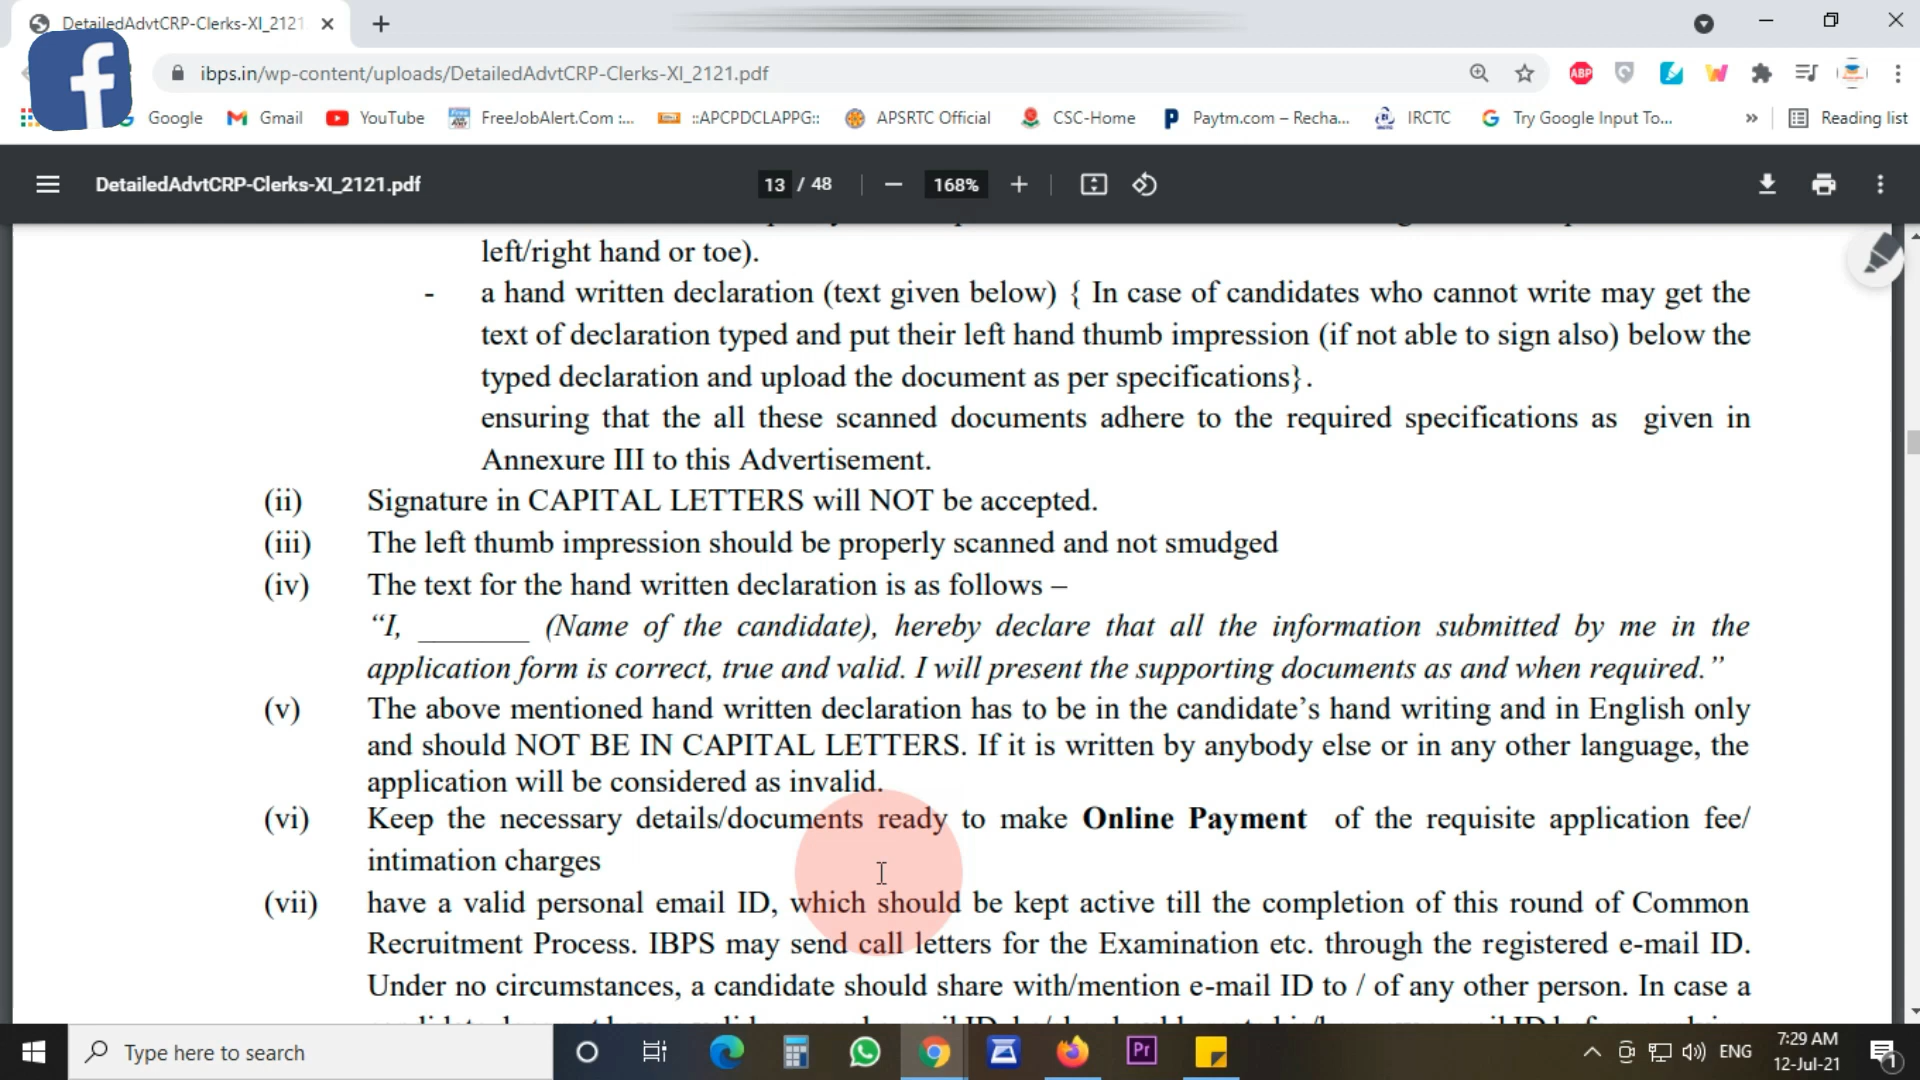 DetailedAdvtCRP-Clerks-XI_2121
ibps.in/wp-content/uploads/DetailedAdvtCRP-Clerks-XI_2121.pdf
ABP
Google
Gmail
YouTube
FreeJobAlert.Com :...
::APCPDCLAPPG::
APSRTC Official
CSC-Home
Paytm.com – Recha...
IRCTC
Try Google Input To...
»
Reading list
DetailedAdvtCRP-Clerks-XI_2121.pdf
13 / 48
168%
left/right hand or toe).
- a hand written declaration (text given below) { In case of candidates who cannot write may get the
text of declaration typed and put their left hand thumb impression (if not able to sign also) below the
typed declaration and upload the document as per specifications}.
ensuring that the all these scanned documents adhere to the required specifications as given in
Annexure III to this Advertisement.
(ii) Signature in CAPITAL LETTERS will NOT be accepted.
(iii) The left thumb impression should be properly scanned and not smudged
(iv) The text for the hand written declaration is as follows –
“I, _______ (Name of the candidate), hereby declare that all the information submitted by me in the
application form is correct, true and valid. I will present the supporting documents as and when required.”
(v) The above mentioned hand written declaration has to be in the candidate’s hand writing and in English only
and should NOT BE IN CAPITAL LETTERS. If it is written by anybody else or in any other language, the
application will be considered as invalid.
(vi) Keep the necessary details/documents ready to make Online Payment of the requisite application fee/
intimation charges
(vii) have a valid personal email ID, which should be kept active till the completion of this round of Common
Recruitment Process. IBPS may send call letters for the Examination etc. through the registered e-mail ID.
Under no circumstances, a candidate should share with/mention e-mail ID to / of any other person. In case a
Type here to search
Pr
ENG
7:29 AM
12-Jul-21
1